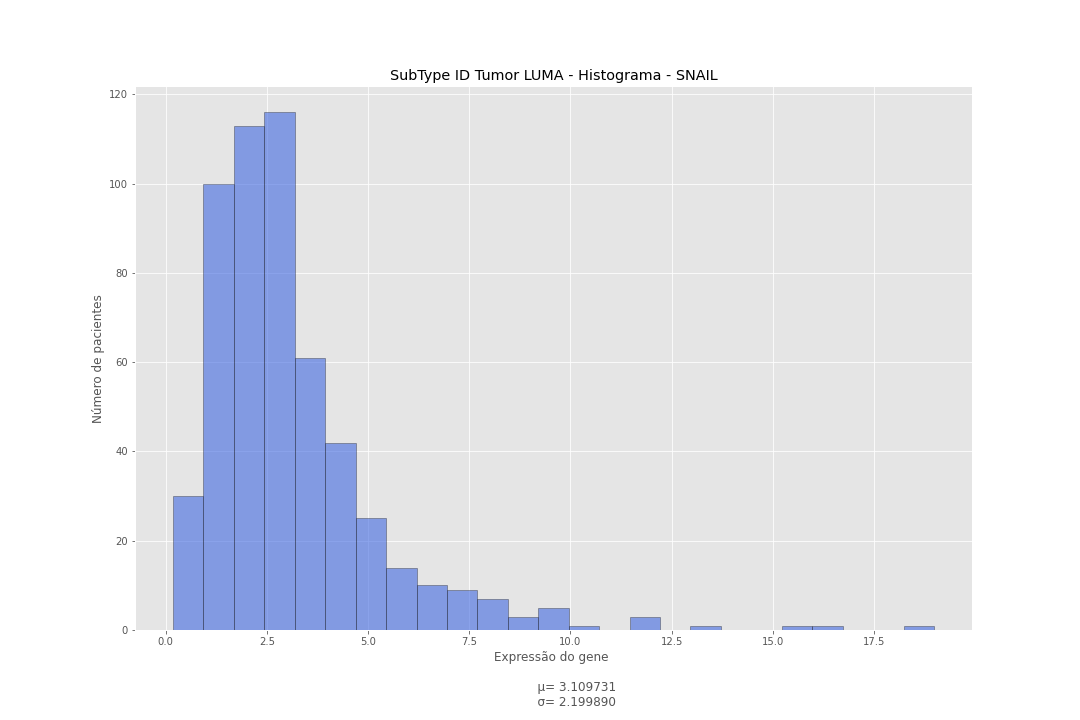 SubType ID Tumor LUMA - Histograma - SNAIL
120
100
80
60
40
20
0
Número de pacientes
0.0 2.5 5.0 7.5 10.0 12.5 15.0 17.5
Expressão do gene
μ= 3.109731
σ= 2.199890